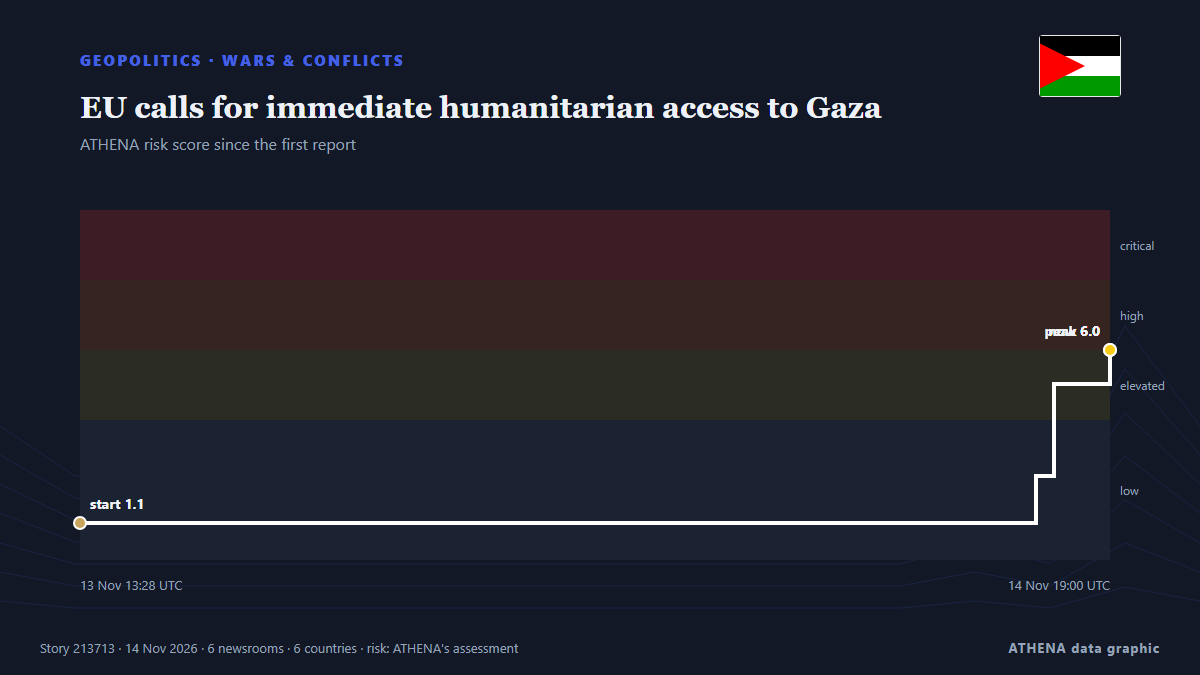 GEOPOLITICS · WARS & CONFLICTS
EU calls for immediate humanitarian access to Gaza
ATHENA risk score since the first report
critical
high
peak 6.0
elevated
low
start 1.1
13 Nov 13:28 UTC
14 Nov 19:00 UTC
Story 213713 · 14 Nov 2026 · 6 newsrooms · 6 countries · risk: ATHENA's assessment
ATHENA data graphic